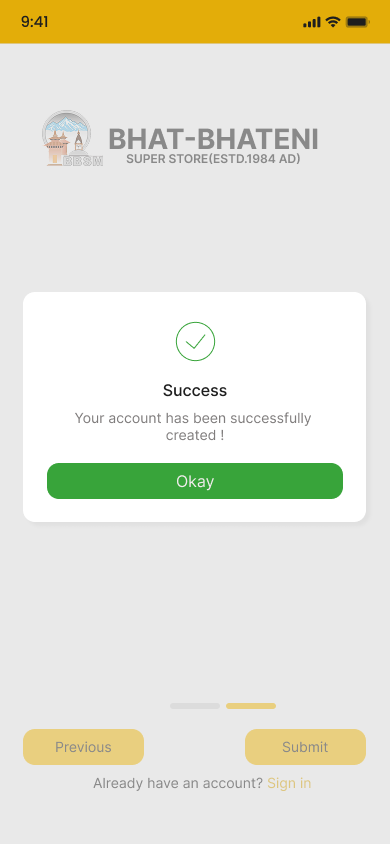 9:41
BHAT-BHATENI
SUPER STORE(ESTD.1984 AD)
BBSM
Success
Your account has been successfully
created !
Okay
Previous
Submit
Already have an account? Sign in